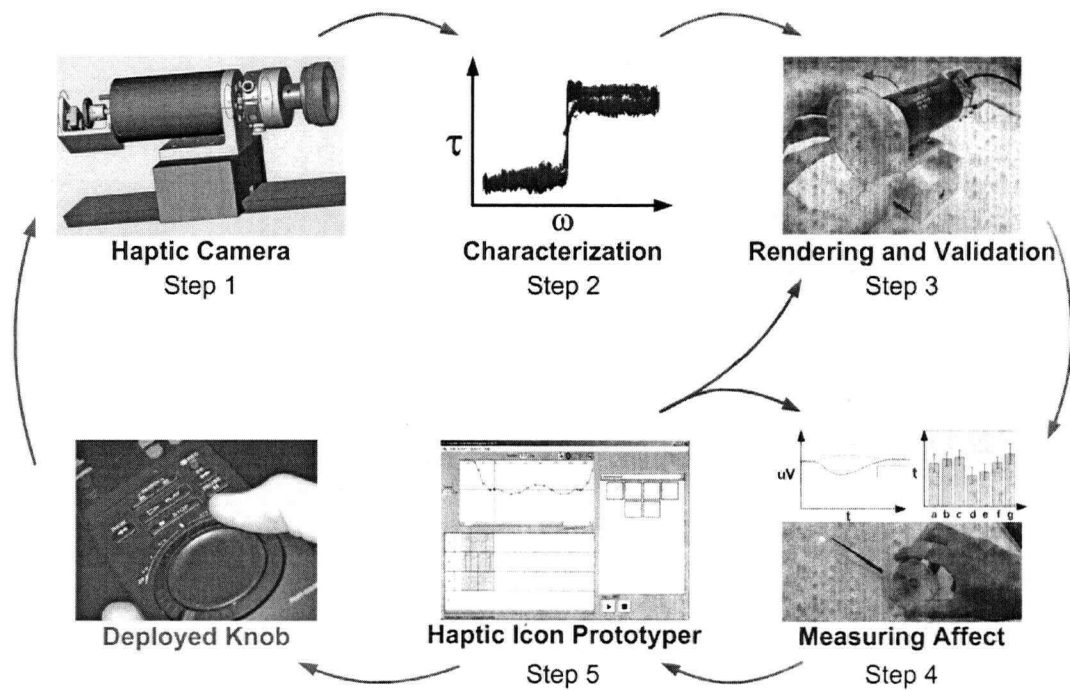 τ
ω
Haptic Camera
Step 1
Characterization
Step 2
Rendering and Validation
Step 3
uV
t
t
a b c d e f g
Deployed Knob
Haptic Icon Prototyper
Step 5
Measuring Affect
Step 4